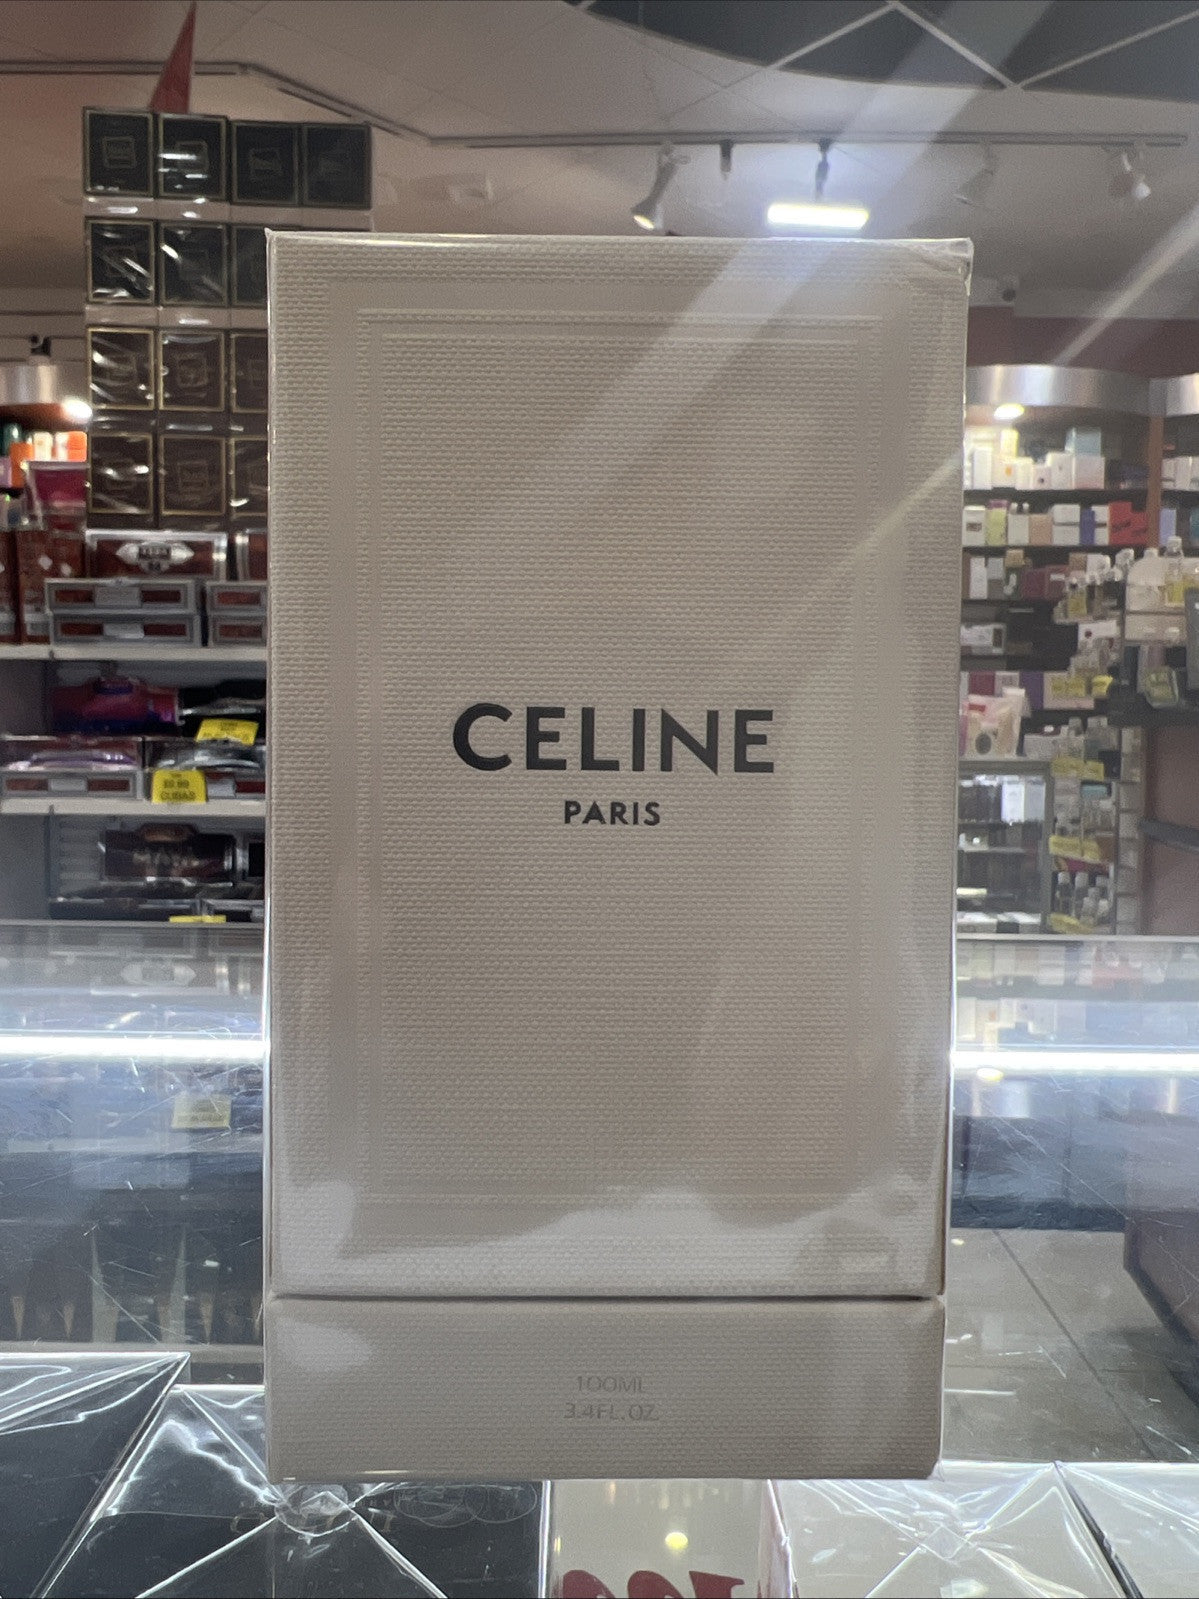 CELINE
PARIS
100ML
3.4FL.OZ.